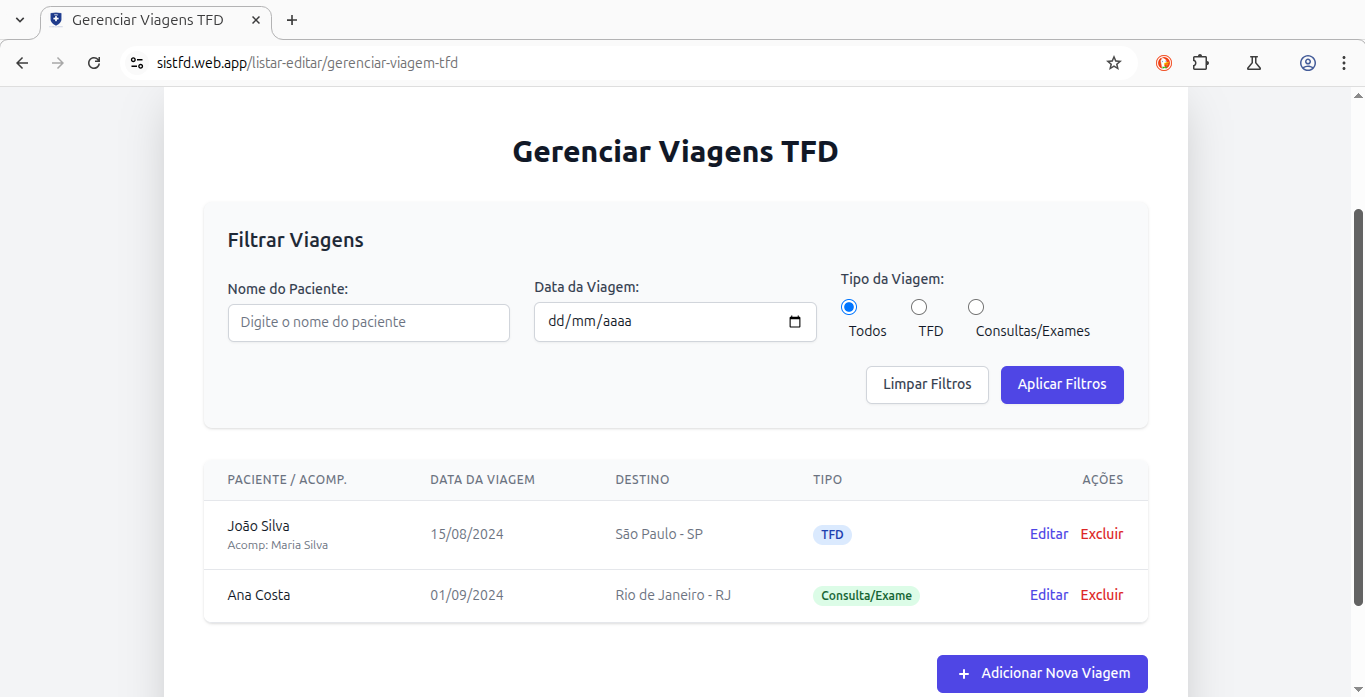 Gerenciar Viagens TFD
sistfd.web.app/listar-editar/gerenciar-viagem-tfd
Gerenciar Viagens TFD
Filtrar Viagens
Nome do Paciente:
Digite o nome do paciente
Data da Viagem:
dd/mm/aaaa
Tipo da Viagem:
Todos TFD Consultas/Exames
Limpar Filtros Aplicar Filtros
PACIENTE / ACOMP. DATA DA VIAGEM DESTINO TIPO AÇÕES
João Silva
Acomp: Maria Silva
15/08/2024 São Paulo - SP TFD Editar Excluir
Ana Costa 01/09/2024 Rio de Janeiro - RJ Consulta/Exame Editar Excluir
+ Adicionar Nova Viagem